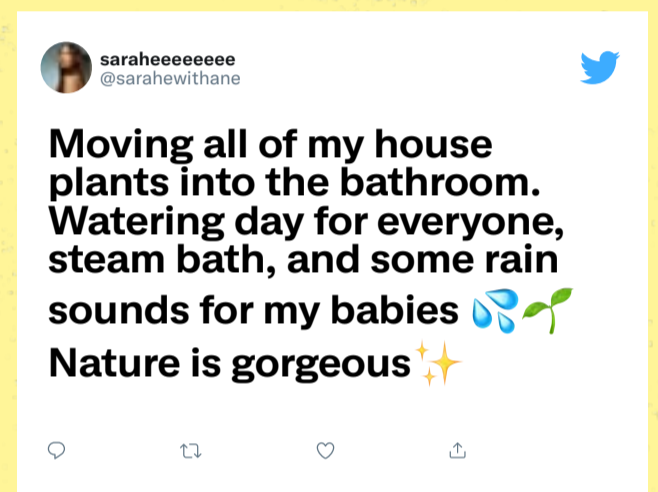 saraheeeeeeee
@sarahewithane
Moving all of my house
plants into the bathroom.
Watering day for everyone,
steam bath, and some rain
sounds for my babies 💦🌱
Nature is gorgeous✨